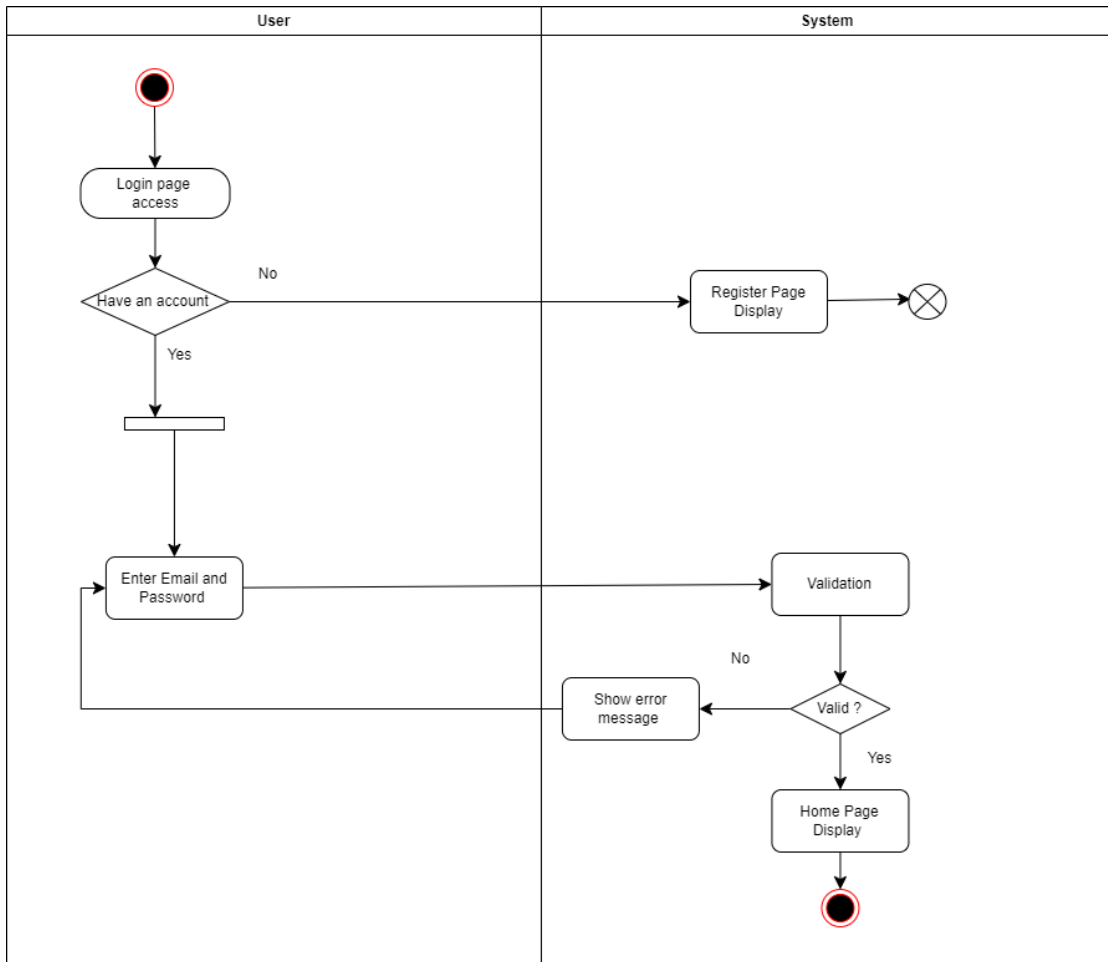 User
System
Login page
access
Have an account
No
Register Page
Display
Yes
Enter Email and
Password
Validation
No
Show error
message
Valid ?
Yes
Home Page
Display